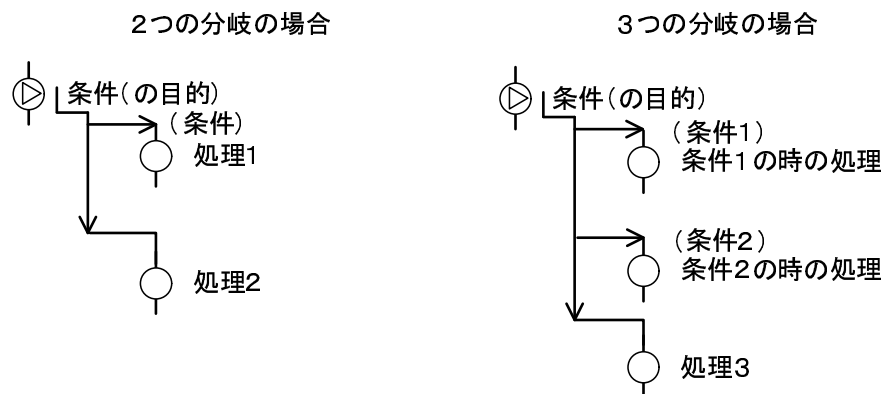 ２つの分岐の場合
条件（の目的）
（条件）
処理１
処理２
３つの分岐の場合
条件（の目的）
（条件１）
条件１の時の処理
（条件２）
条件２の時の処理
処理３